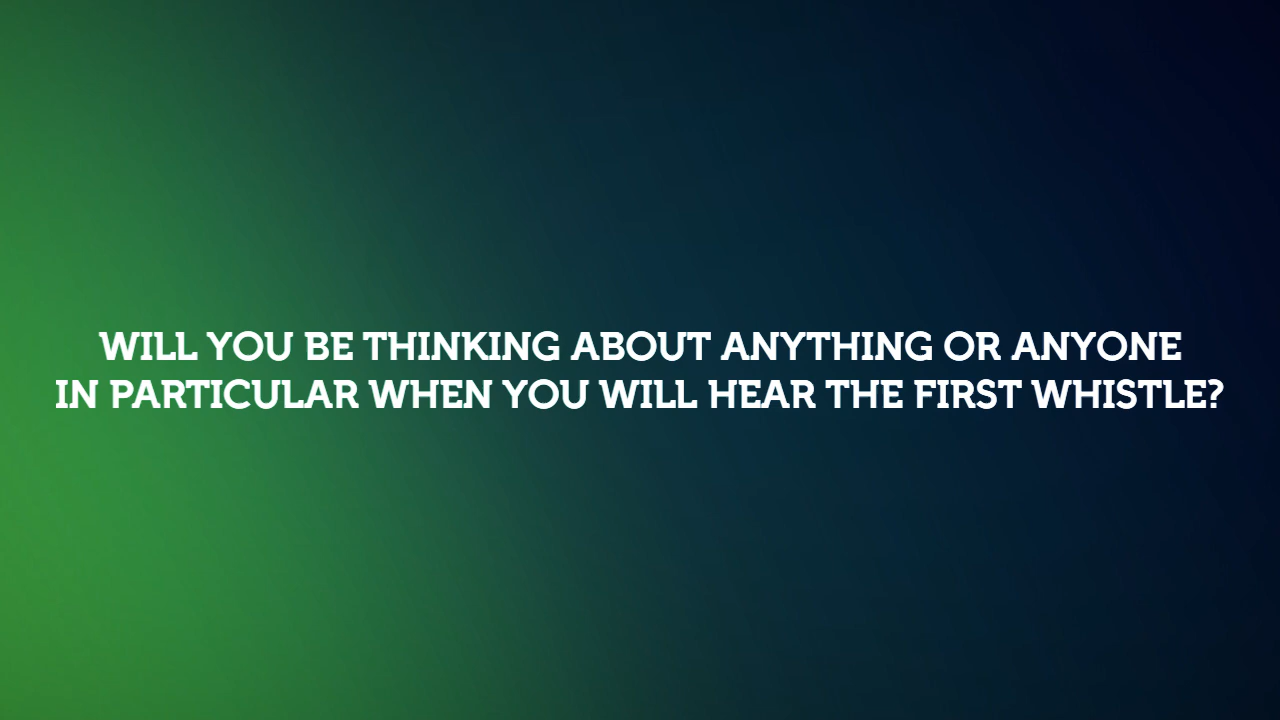 WILL YOU BE THINKING ABOUT ANYTHING OR ANYONE
IN PARTICULAR WHEN YOU WILL HEAR THE FIRST WHISTLE?